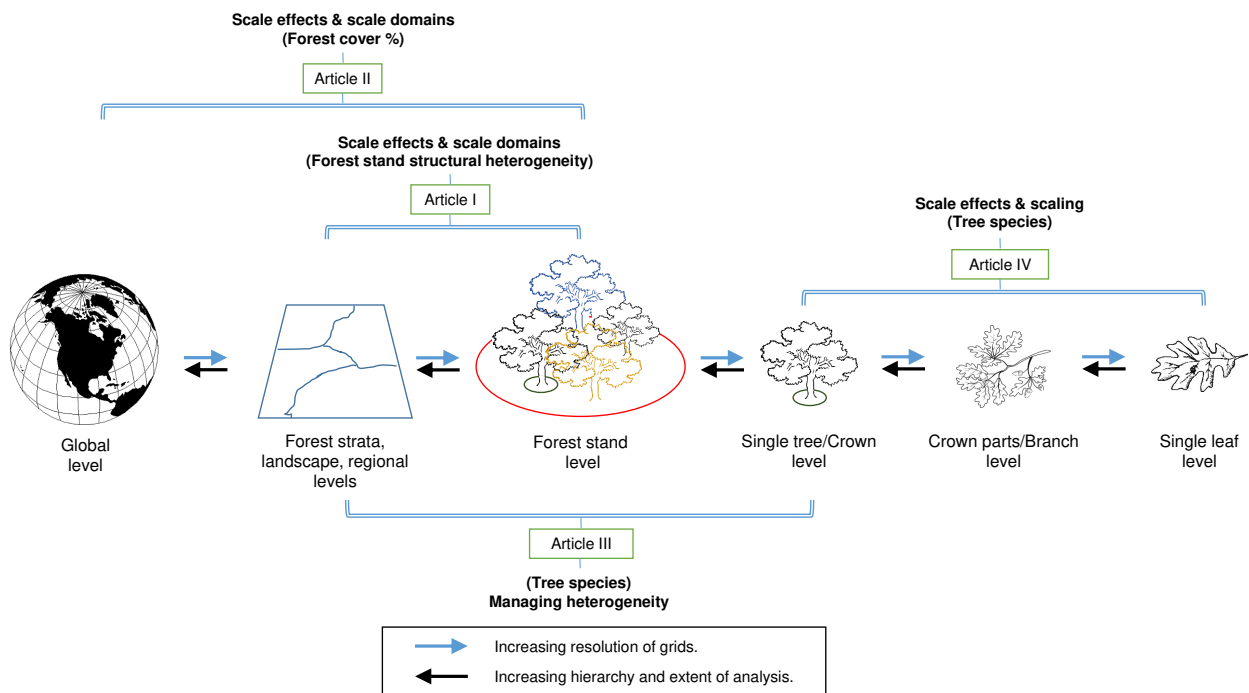 Scale effects & scale domains
(Forest cover %)
Article II
Scale effects & scale domains
(Forest stand structural heterogeneity)
Article I
Scale effects & scaling
(Tree species)
Article IV
Global
level
Forest strata,
landscape, regional
levels
Forest stand
level
Single tree/Crown
level
Crown parts/Branch
level
Single leaf
level
Article III
(Tree species)
Managing heterogeneity
Increasing resolution of grids.
Increasing hierarchy and extent of analysis.